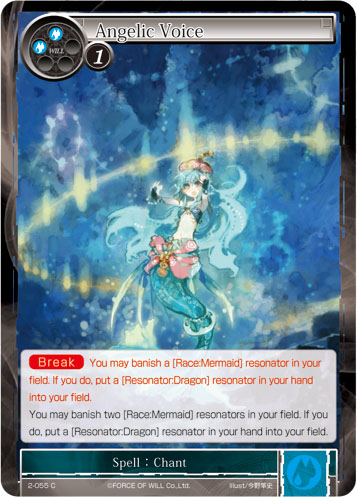 Angelic Voice
WILL
1
Break You may banish a [Race:Mermaid] resonator in your
field. If you do, put a [Resonator:Dragon] resonator in your hand
into your field.
You may banish two [Race:Mermaid] resonators in your field. If you
do, put a [Resonator:Dragon] resonator in your hand into your field.
Spell : Chant
2-055 C ©FORCE OF WILL Co.,Ltd. Illust/今野隼史